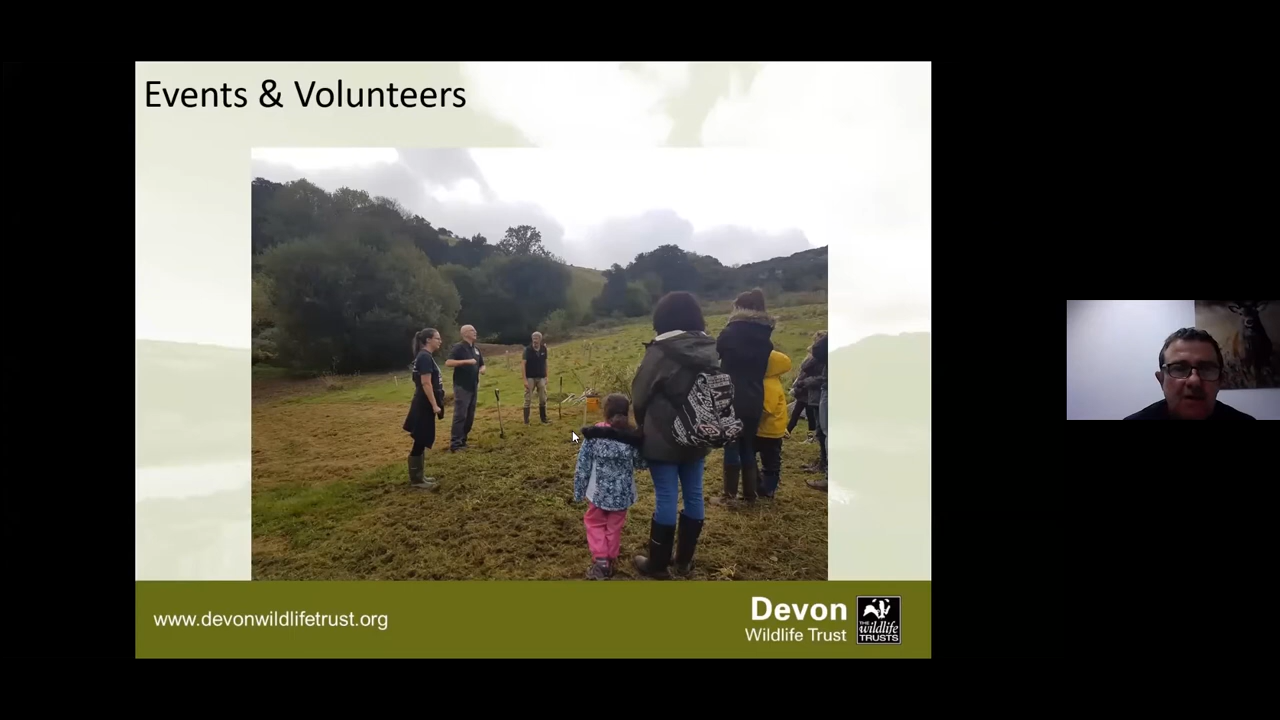 Events & Volunteers
www.devonwildlifetrust.org
Devon
Wildlife Trust
THE
wildlife
TRUSTS